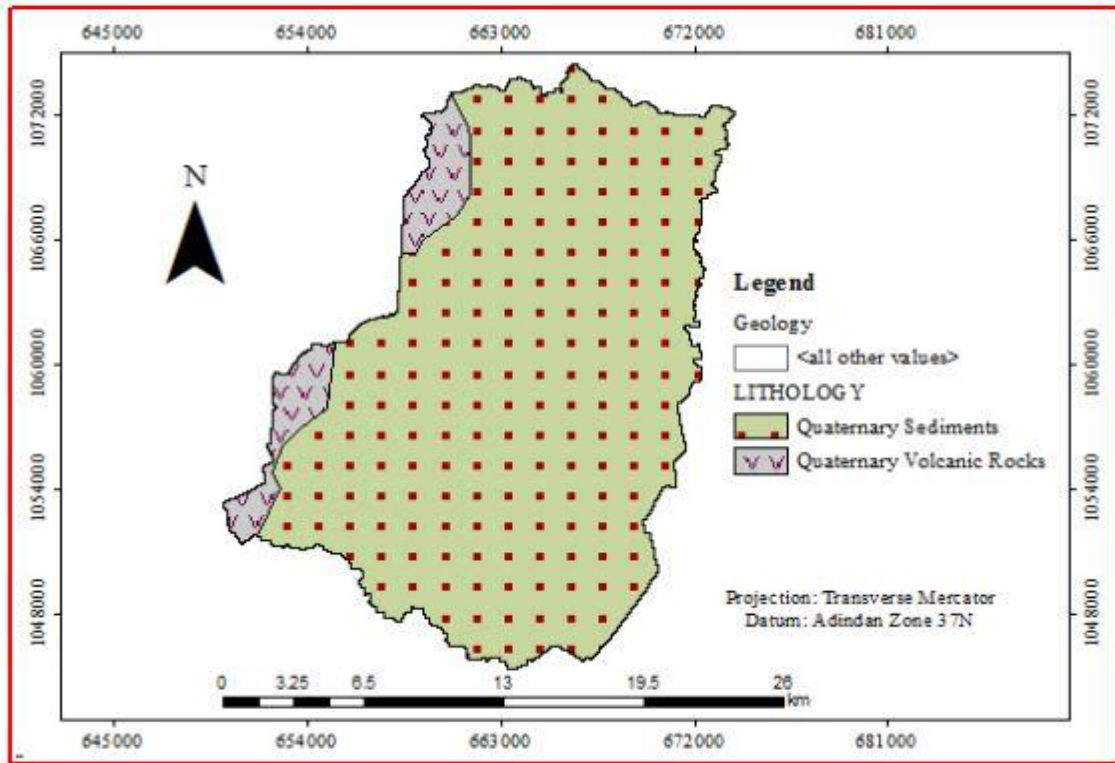 645000 654000 663000 672000 681000
1072000
1072000
N
1066000
1066000
Legend
Geology
<all other values>
1060000
1060000
LITHOLOGY
Quaternary Sediments
Quaternary Volcanic Rocks
1054000
1054000
Projection: Transverse Mercator
Datum: Adindan Zone 37N
1048000
1048000
0 3.25 6.5 13 19.5 26
km
645000 654000 663000 672000 681000